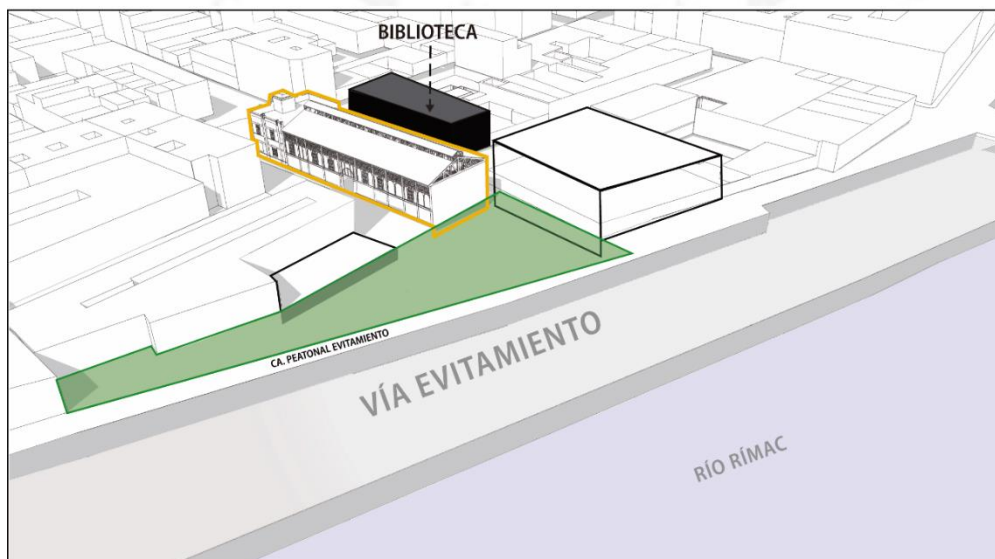 BIBLIOTECA
CA. PEATONAL EVITAMIENTO
VÍA EVITAMIENTO
RÍO RÍMAC